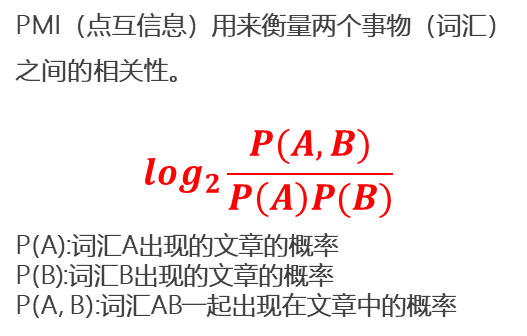 PMI（点互信息）用来衡量两个事物（词汇）
之间的相关性。
log₂ P(A, B) / P(A)P(B)
P(A):词汇A出现的文章的概率
P(B):词汇B出现的文章的概率
P(A, B):词汇AB一起出现在文章中的概率